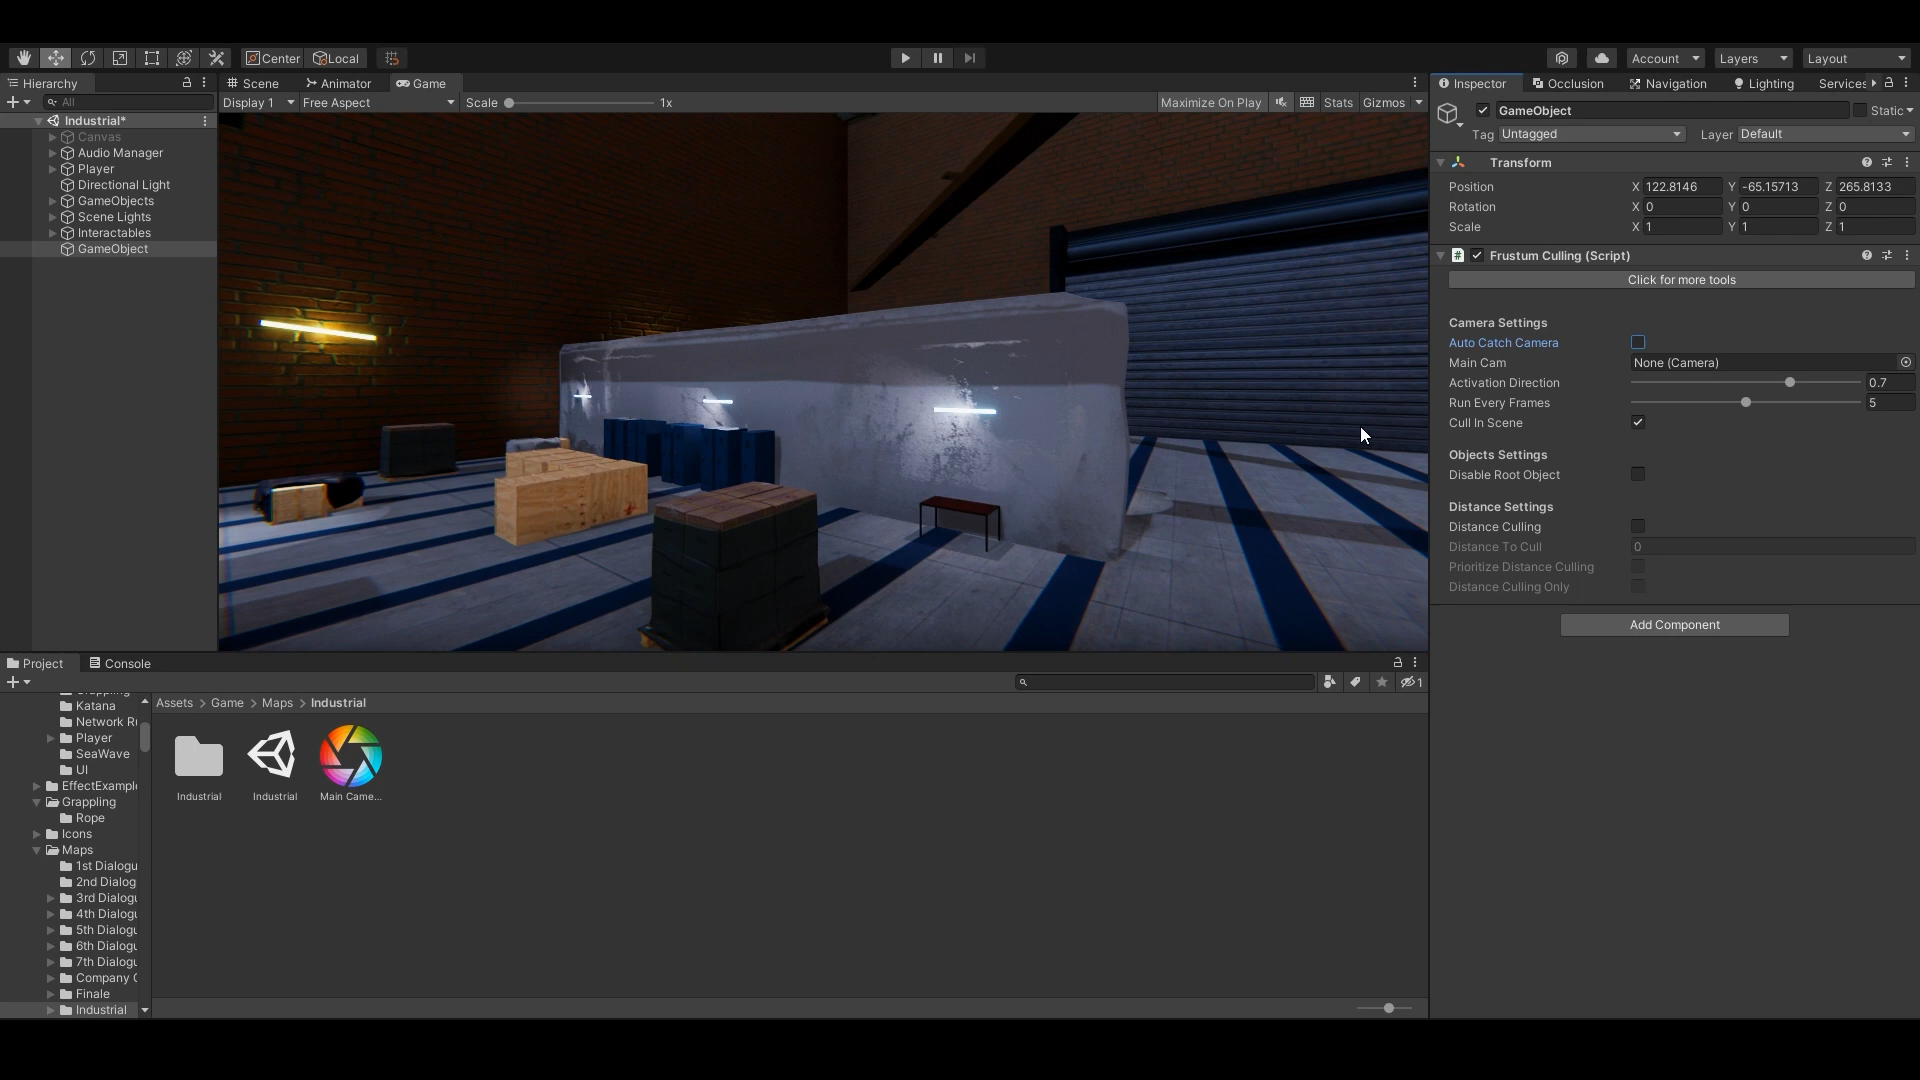 Center
Local
Account
Layers
Layout
Hierarchy
All
Industrial*
Canvas
Audio Manager
Player
Directional Light
GameObjects
Scene Lights
Interactables
GameObject
Scene
Animator
Game
Display 1
Free Aspect
Scale
1x
Maximize On Play
Stats
Gizmos
Inspector
Occlusion
Navigation
Lighting
Services
GameObject
Static
Tag Untagged
Layer Default
Transform
Position X 122.8146 Y -65.15713 Z 265.8133
Rotation X 0 Y 0 Z 0
Scale X 1 Y 1 Z 1
# Frustum Culling (Script)
Click for more tools
Camera Settings
Auto Catch Camera
Main Cam None (Camera)
Activation Direction 0.7
Run Every Frames 5
Cull In Scene
Objects Settings
Disable Root Object
Distance Settings
Distance Culling
Distance To Cull 0
Prioritize Distance Culling
Distance Culling Only
Add Component
Project
Console
1
Katana
Network Ru
Player
SeaWave
UI
EffectExample
Grappling
Rope
Icons
Maps
1st Dialogu
2nd Dialog
3rd Dialogu
4th Dialogu
5th Dialogu
6th Dialogu
7th Dialogu
Company
Finale
Industrial
Assets > Game > Maps > Industrial
Industrial
Industrial
Main Came...